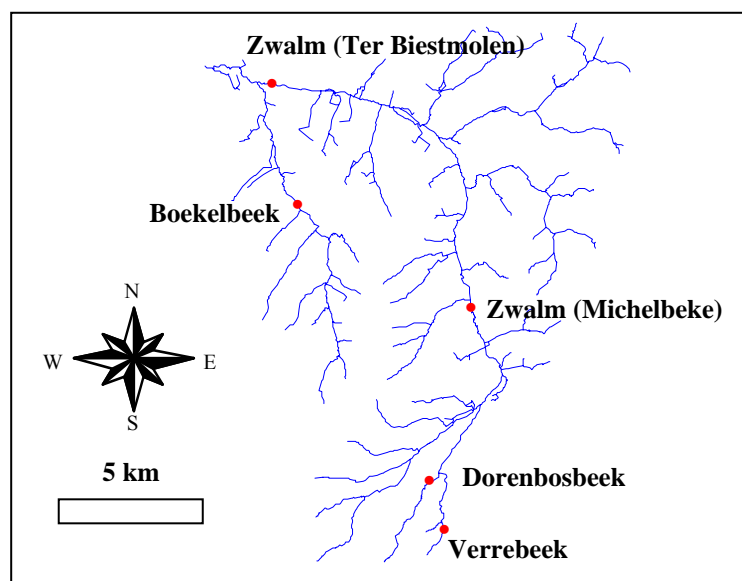 Zwalm (Ter Biestmolen)
Boekelbeek
Zwalm (Michelbeke)
N
W
E
S
5 km
Dorenbosbeek
Verrebeek